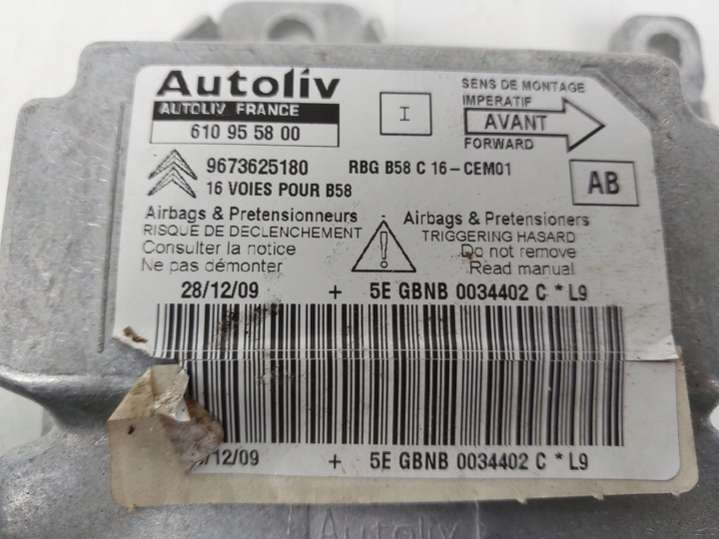 Autoliv
AUTOLIV FRANCE
610 95 58 00
I
SENS DE MONTAGE
IMPERATIF
AVANT
FORWARD
9673625180
RBG B58 C 16-CEM01
16 VOIES POUR B58
AB
Airbags & Pretensionneurs
RISQUE DE DECLENCHEMENT
Consulter la notice
Ne pas démonter
Airbags & Pretensioners
TRIGGERING HASARD
Do not remove
Read manual
28/12/09 + 5E GBNB 0034402 C * L9
/12/09 + 5E GBNB 0034402 C * L9
Autoliv